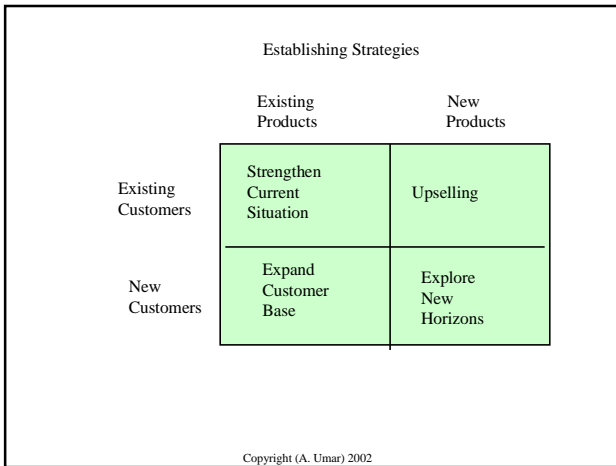 Establishing Strategies
Existing
Products
New
Products
Existing
Customers
Strengthen
Current
Situation
Upselling
New
Customers
Expand
Customer
Base
Explore
New
Horizons
Copyright (A. Umar) 2002